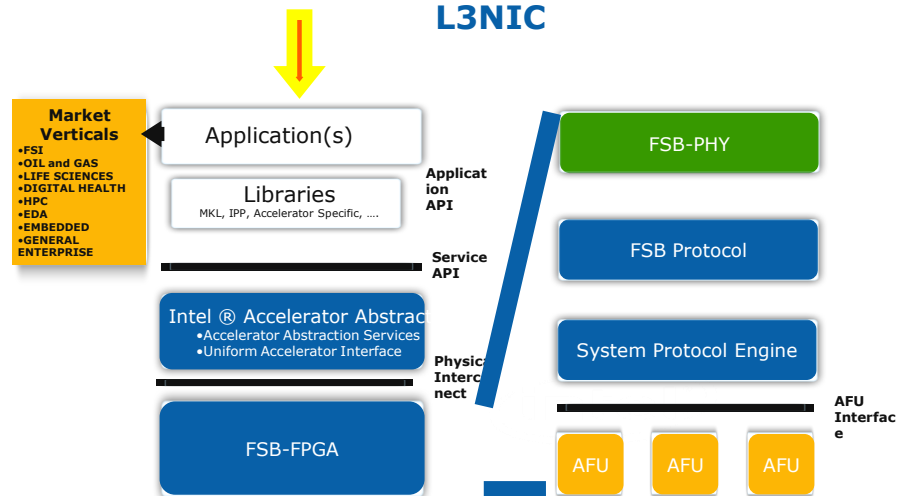 L3NIC
Market
Verticals
•FSI
•OIL and GAS
•LIFE SCIENCES
•DIGITAL HEALTH
•HPC
•EDA
•EMBEDDED
•GENERAL
ENTERPRISE
Application(s)
Libraries
MKL, IPP, Accelerator Specific, ....
Applicat
ion
API
Service
API
Intel ® Accelerator Abstract
•Accelerator Abstraction Services
•Uniform Accelerator Interface
Physica
Interc
nect
FSB-FPGA
FSB-PHY
FSB Protocol
System Protocol Engine
AFU
Interfac
e
AFU
AFU
AFU